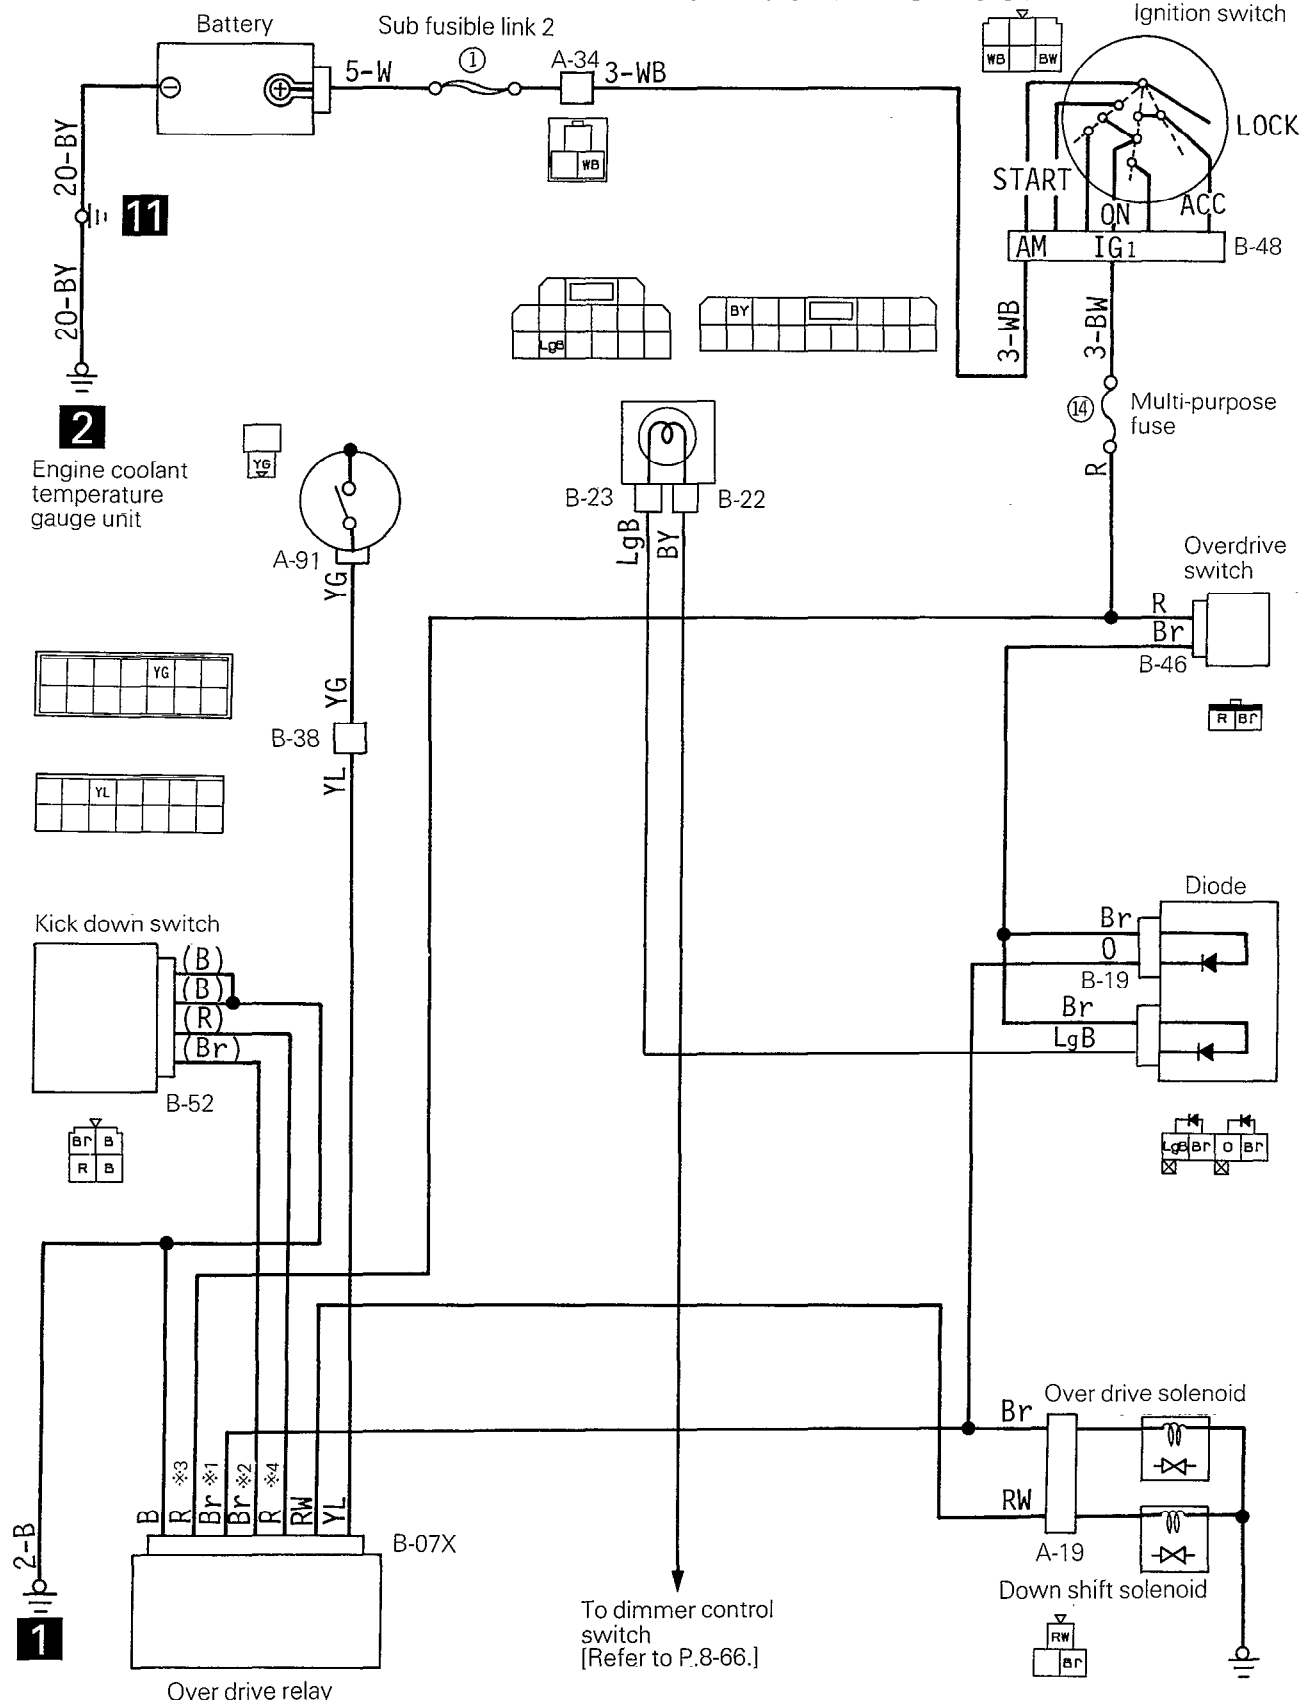 Battery
Sub fusible link 2
Ignition switch
1
A-34
WB
BW
5-W
3-WB
LOCK
WB
START
20-BY
11
ON
ACC
AM
IG1
B-48
20-BY
BY
LgB
3-WB
3-BW
2
14
Multi-purpose
fuse
YG
R
Engine coolant
temperature
gauge unit
B-23
B-22
A-91
LgB
BY
YG
Overdrive
switch
R
Br
B-46
YG
YG
R
Br
B-38
YL
YL
Diode
Kick down switch
(B)
(B)
(R)
(Br)
Br
O
B-19
Br
LgB
B-52
Br
B
R
B
LgB
Br
O
Br
Over drive solenoid
Br
B
R ※3
Br ※1
Br ※2
R ※4
RW
YL
RW
2-B
B-07X
A-19
Down shift solenoid
1
To dimmer control
switch
[Refer to P.8-66.]
RW
Br
Over drive relay